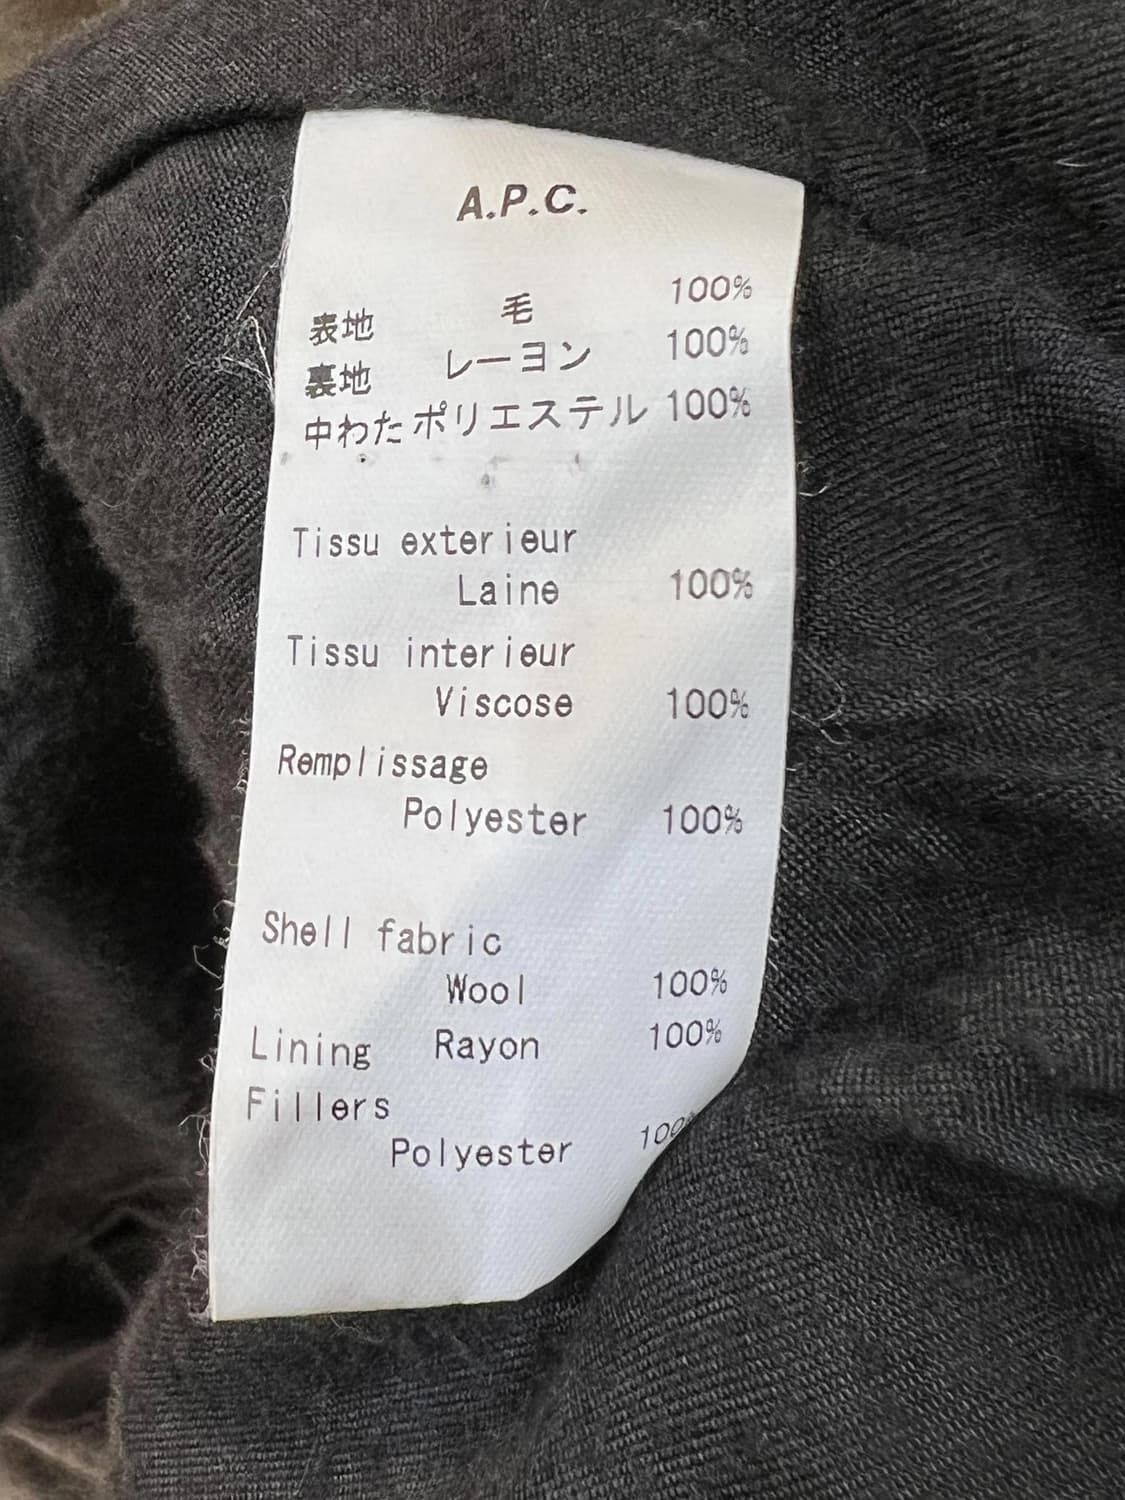 A.P.C.
表地 毛 100%
裏地 レーヨン 100%
中わた ポリエステル 100%
Tissu exterieur
Laine 100%
Tissu interieur
Viscose 100%
Remplissage
Polyester 100%
Shell fabric
Wool 100%
Lining Rayon 100%
Fillers
Polyester 100%